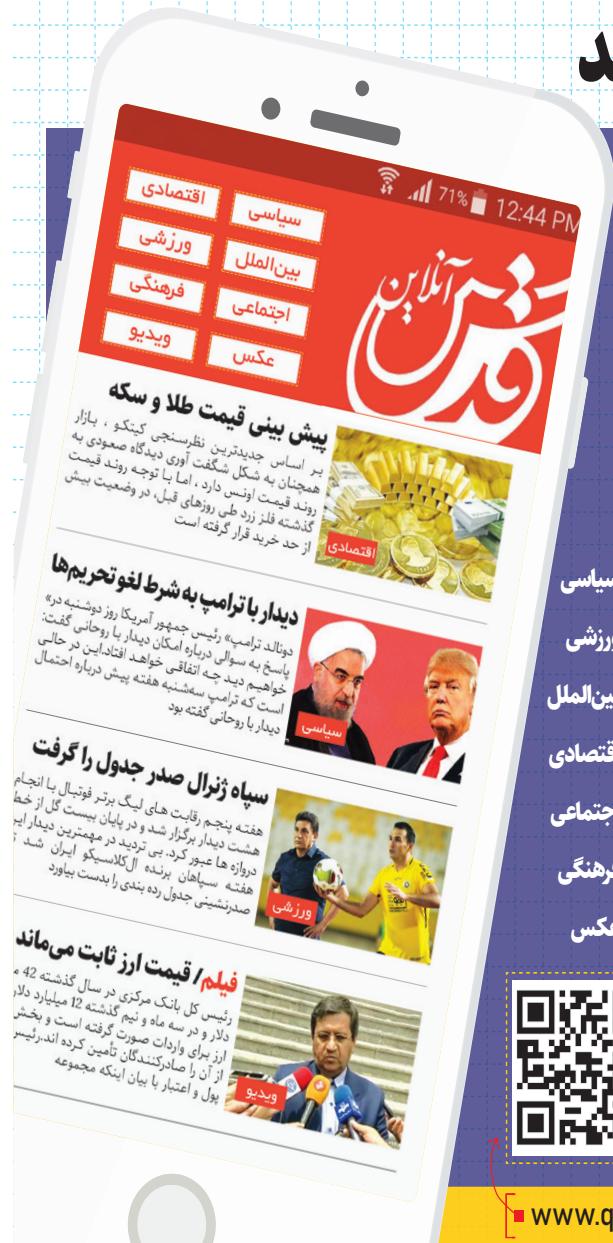 71% 12:44 PM
قدس آنلاین
سیاسی
اقتصادی
بین‌الملل
ورزشی
اجتماعی
فرهنگی
عکس
ویدیو
پیش بینی قیمت طلا و سکه
بر اساس جدیدترین نظرسنجی کیتکو ، بازار
همچنان به شکل شگفت آوری دیدگاه صعودی به
روند قیمت اونس دارد ، اما با توجه روند قیمت
گذشته فلز زرد طی روزهای قبل، در وضعیت بیش
از حد خرید قرار گرفته است
اقتصادی
دیدار با ترامپ به شرط لغو تحریم‌ها
دونالد ترامپ» رئیس جمهور آمریکا روز دوشنبه در»
پاسخ به سوالی درباره امکان دیدار با روحانی گفت:
خواهیم دید چه اتفاقی خواهد افتاد.این در حالی
است که ترامپ سه‌شنبه هفته پیش درباره احتمال
دیدار با روحانی گفته بود
سیاسی
سپاه ژنرال صدر جدول را گرفت
هفته پنجم رقابت های لیگ برتر فوتبال با انجام
هشت دیدار برگزار شد و در پایان بیست گل از خط
دروازه ها عبور کرد. بی تردید در مهمترین دیدار
هفته سپاهان برنده ال‌کلاسیکو ایران شد
صدرنشینی جدول رده بندی را بدست بیاورد
ورزشی
فیلم/ قیمت ارز ثابت می‌ماند
رئیس کل بانک مرکزی در سال گذشته 42
دلار و در سه ماه و نیم گذشته 12 میلیارد دلار
ارز برای واردات صورت گرفته است و بخش
از آن را صادرکنندگان تأمین کرده اند.رئیس
پول و اعتبار با بیان اینکه مجموعه
ویدیو
سیاسی
ورزشی
بین‌الملل
اقتصادی
اجتماعی
فرهنگی
عکس
www.q